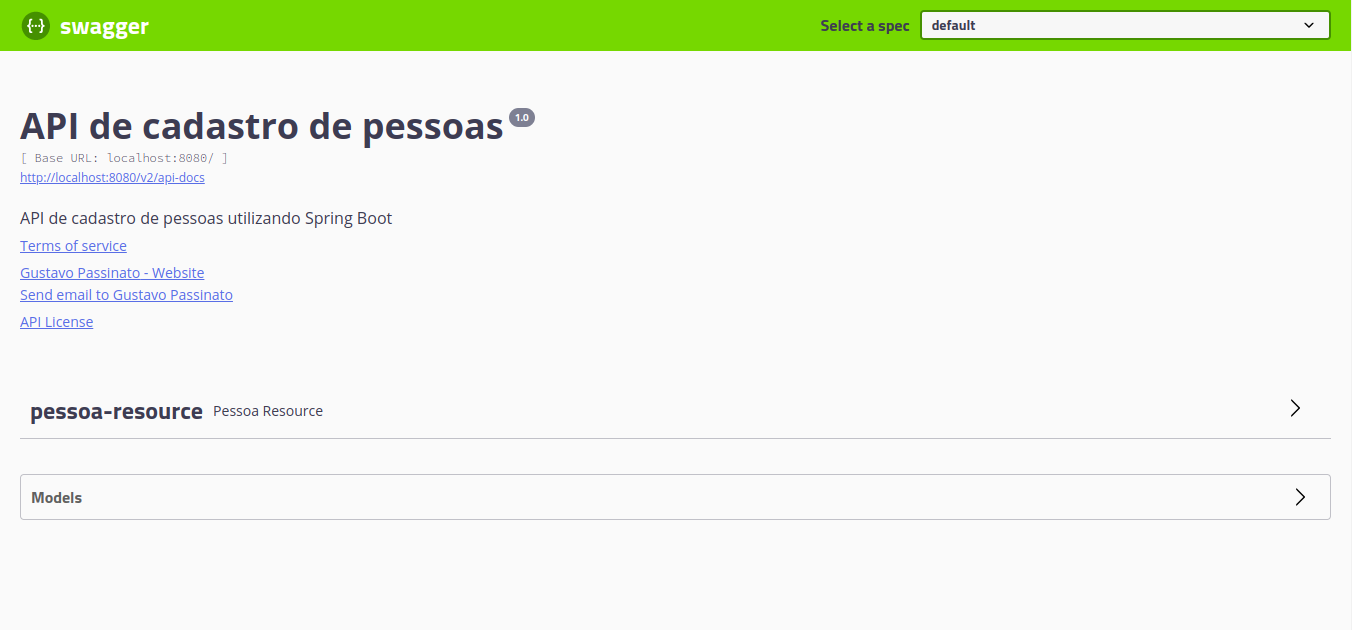 swagger
Select a spec
default
API de cadastro de pessoas 1.0
[ Base URL: localhost:8080/ ]
http://localhost:8080/v2/api-docs
API de cadastro de pessoas utilizando Spring Boot
Terms of service
Gustavo Passinato - Website
Send email to Gustavo Passinato
API License
pessoa-resource Pessoa Resource
Models